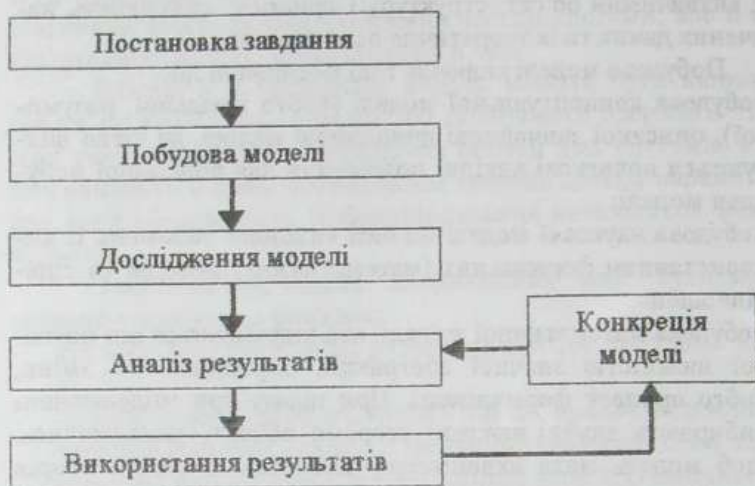 Постановка завдання
Побудова моделі
Дослідження моделі
Аналіз результатів
Використання результатів
Конкреція
моделі